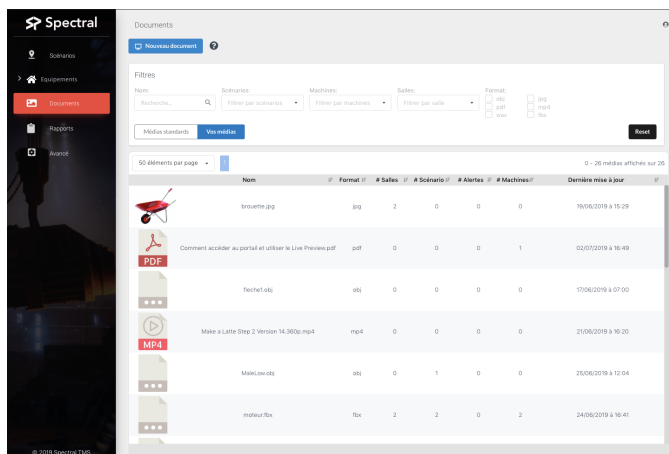 Spectral
Scénarios
Equipements
Documents
Rapports
Avancé
© 2019 Spectral TMS
Documents
Nouveau document
?
Filtres
Nom: Scénarios: Machines: Salles: Format:
Recherche... Filtrer par scénarios Filtrer par machines Filtrer par salle obj jpg
pdf mp4
wav fbx
Médias standards Vos médias Reset
50 éléments par page 1 0 - 26 médias affichés sur 26
Nom Format # Salles # Scénario # Alertes # Machines Dernière mise à jour
brouette.jpg jpg 2 0 0 0 19/06/2019 à 15:29
PDF Comment accéder au portail et utiliser le Live Preview.pdf pdf 0 0 0 1 02/07/2019 à 16:49
fleche1.obj obj 0 0 0 0 17/06/2019 à 07:00
MP4 Make a Latte Step 2 Version 14.360p.mp4 mp4 0 0 0 0 21/06/2019 à 16:20
MaleLow.obj obj 0 1 0 0 25/06/2019 à 12:04
moteur.fbx fbx 2 2 0 2 24/06/2019 à 16:41